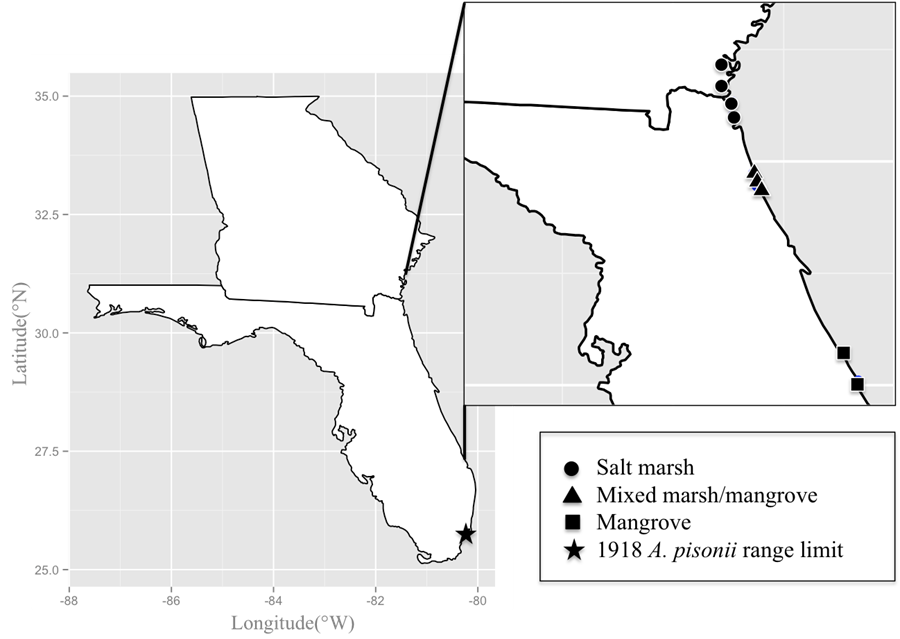 35.0
32.5
30.0
27.5
25.0
Latitude(°N)
-88
-86
-84
-82
-80
Longitude(°W)
Salt marsh
Mixed marsh/mangrove
Mangrove
1918 A. pisonii range limit